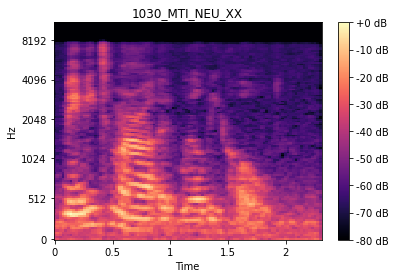 1030_MTI_NEU_XX
+0 dB
8192
-10 dB
4096
-20 dB
-30 dB
2048
Hz
-40 dB
1024
-50 dB
512
-60 dB
-70 dB
0
-80 dB
0 0.5 1 1.5 2
Time